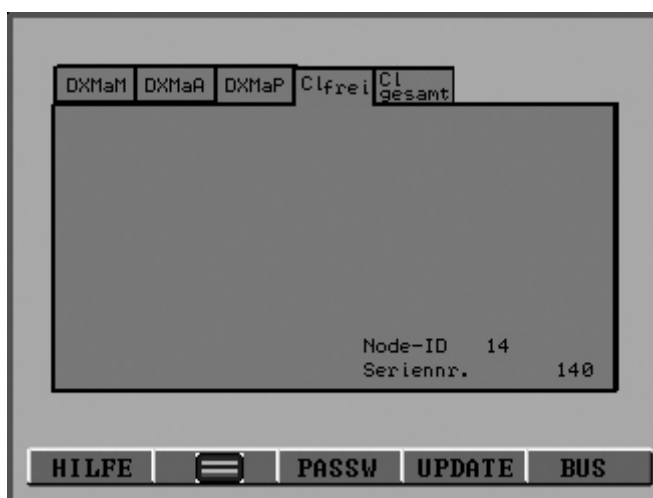 DXMaM DXMaA DXMaP Clfrei Cl gesamt
Node-ID 14
Seriennr. 140
HILFE PASSW UPDATE BUS